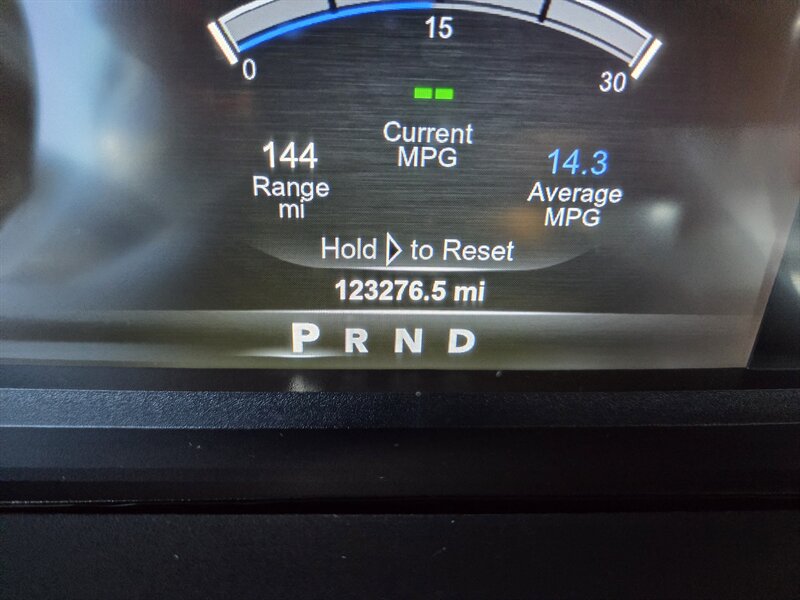 15
0
30
Current
MPG
144
Range
mi
14.3
Average
MPG
Hold ▷ to Reset
123276.5 mi
P R N D